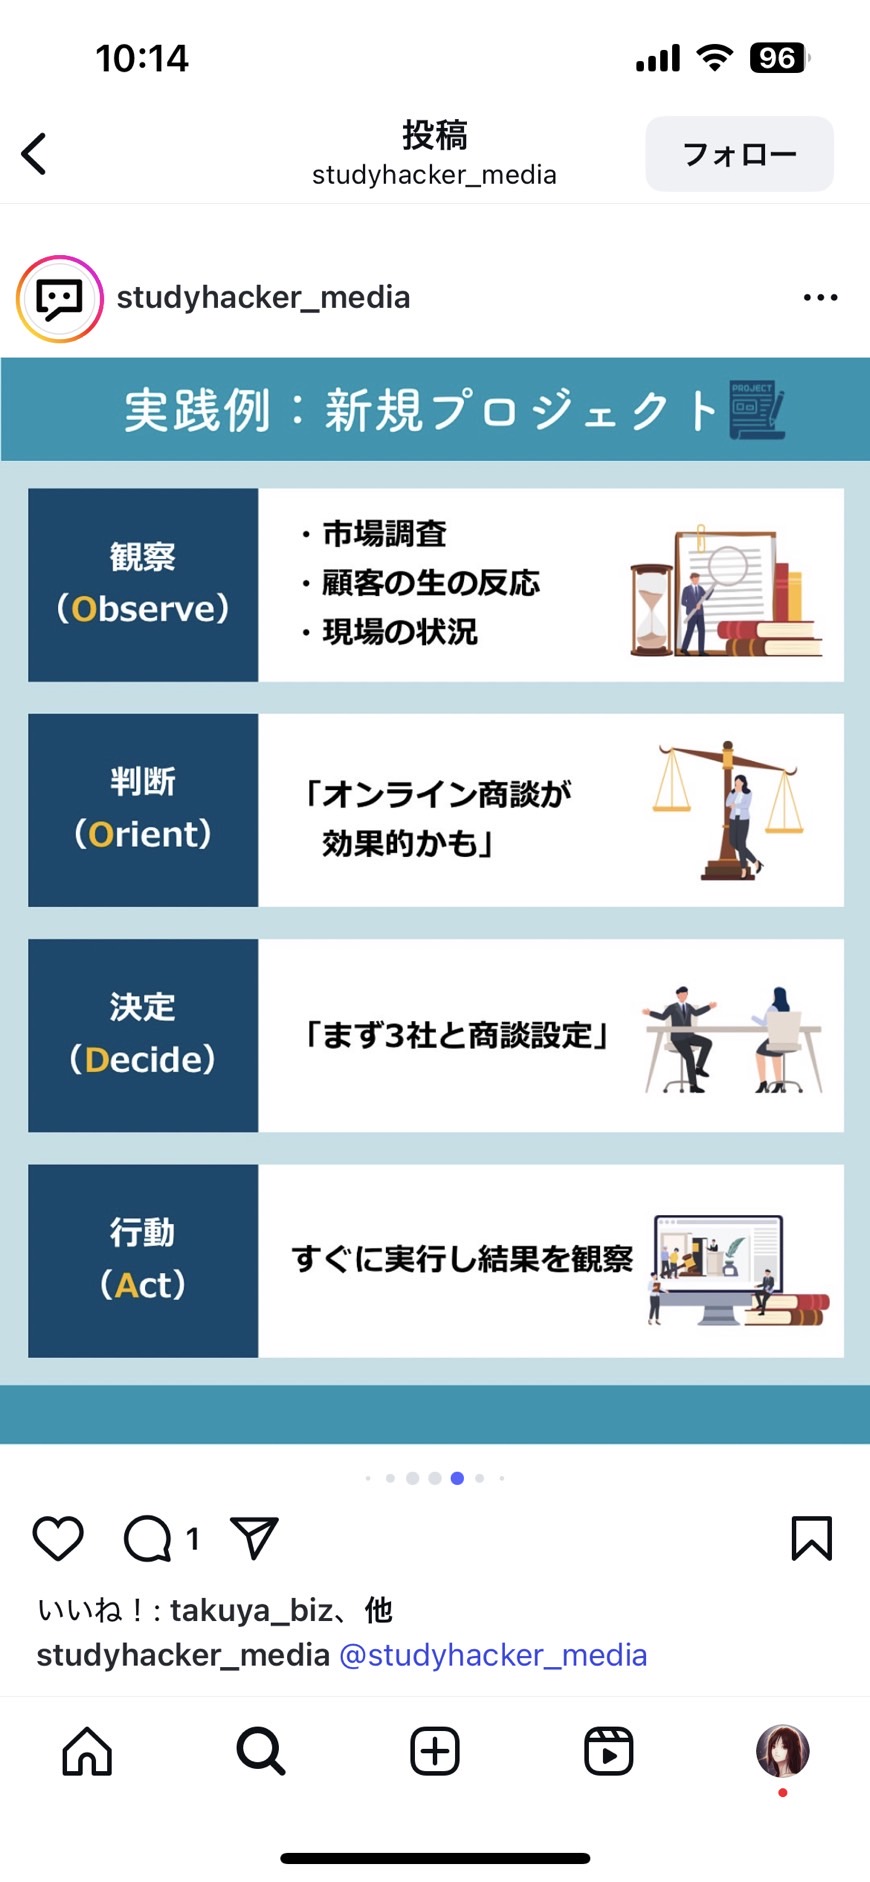 10:14
96
投稿
studyhacker_media
フォロー
studyhacker_media
実践例：新規プロジェクト
PROJECT
観察
（Observe）
・市場調査
・顧客の生の反応
・現場の状況
判断
（Orient）
「オンライン商談が
効果的かも」
決定
（Decide）
「まず3社と商談設定」
行動
（Act）
すぐに実行し結果を観察
1
いいね！: takuya_biz、他
studyhacker_media @studyhacker_media